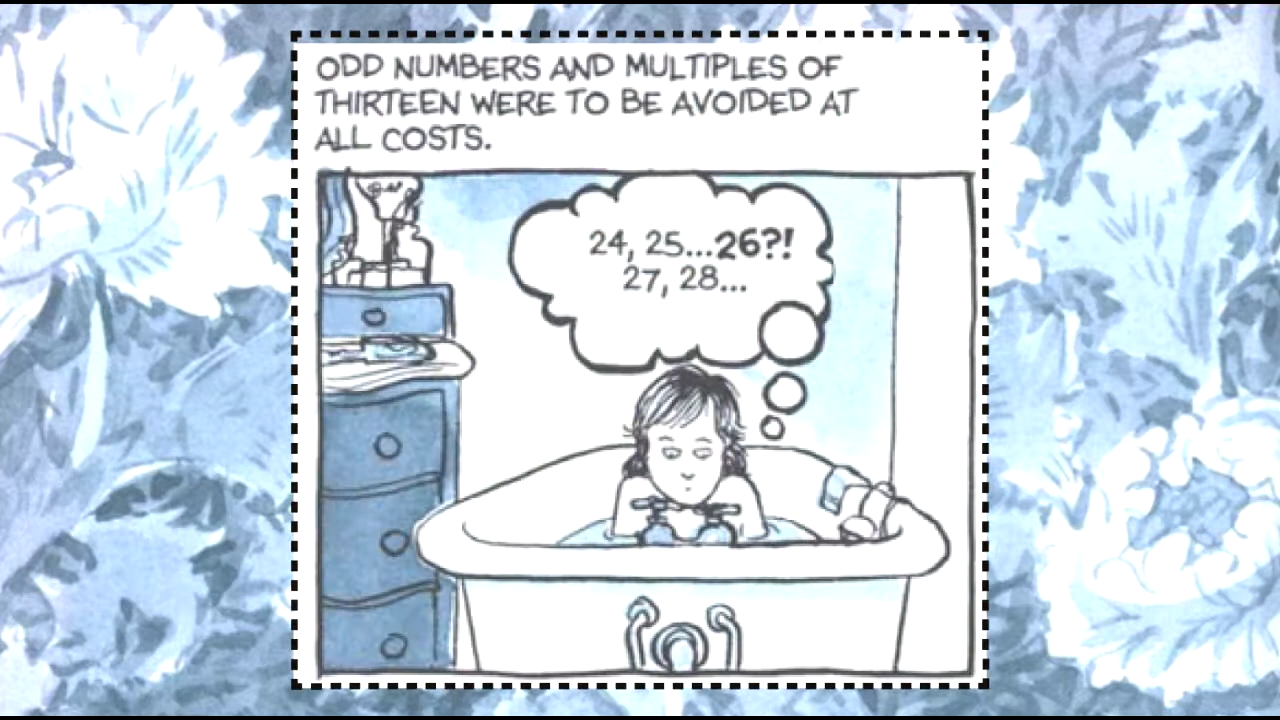 ODD NUMBERS AND MULTIPLES OF
THIRTEEN WERE TO BE AVOIDED AT
ALL COSTS.
24, 25...26?!
27, 28...